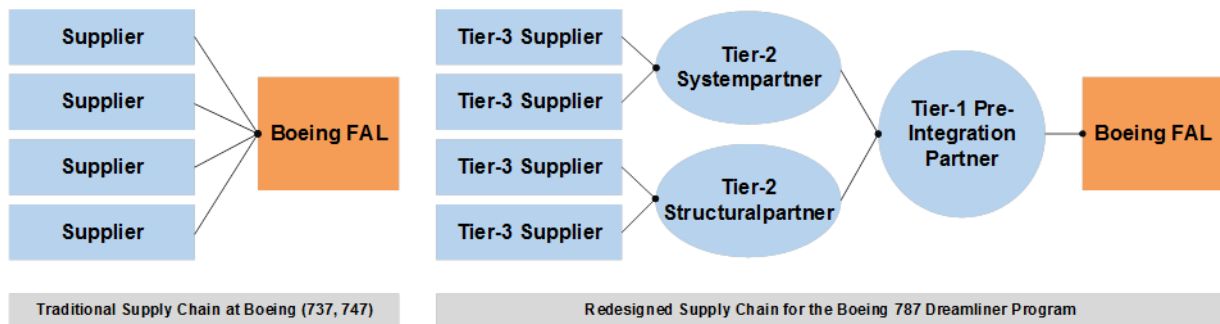 Supplier
Supplier
Supplier
Supplier
Boeing FAL
Traditional Supply Chain at Boeing (737, 747)
Tier-3 Supplier
Tier-3 Supplier
Tier-3 Supplier
Tier-3 Supplier
Tier-2
Systempartner
Tier-2
Structuralpartner
Tier-1 Pre-
Integration
Partner
Boeing FAL
Redesigned Supply Chain for the Boeing 787 Dreamliner Program